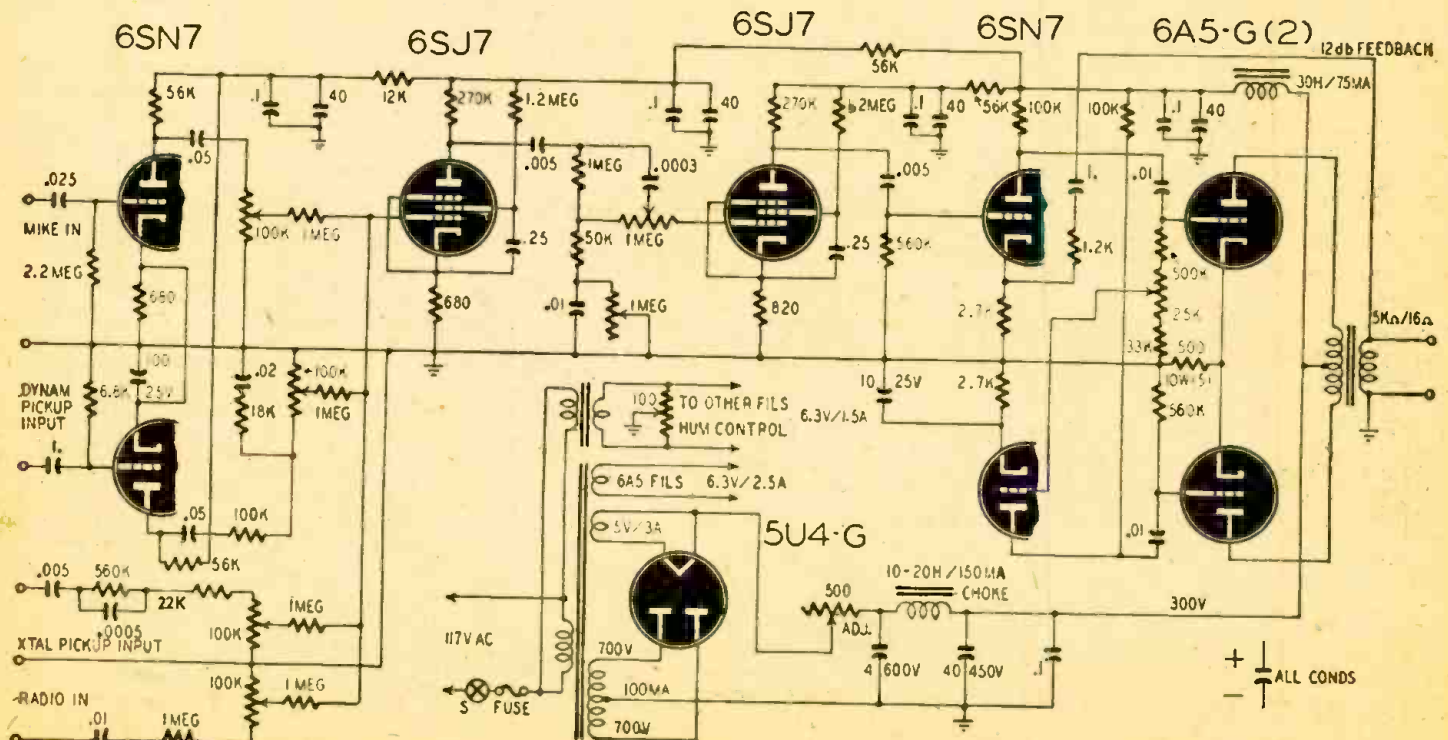 6SN7
6SJ7
6SJ7
6SN7
6A5-G(2)
12db FEEDBACK
56K
.1
40
12K
270K
1.2MEG
56K
.1
40
270K
2MEG
.1
40
56K
100K
100K
.1
40
30H/75MA
.05
.005
1MEG
.0003
.005
1.
.01
.025
MIKE IN
100K
1MEG
.25
50K
1MEG
.25
560K
1.2K
500K
2.2MEG
680
680
.01
1MEG
820
2.7K
25K
33K
500
5KΩ/16Ω
100
25V
.02
100K
10
25V
2.7K
10W(5)
DYNAM
PICKUP
INPUT
6.8K
18K
1MEG
100
TO OTHER FILS
HUM CONTROL
6.3V/1.5A
560K
1.
6A5 FILS
6.3V/2.5A
.05
100K
5V/3A
5U4-G
.01
56K
10-20H/150MA
CHOKE
.005
560K
22K
.0005
1MEG
100K
117V AC
500
ADJ.
300V
XTAL PICKUP INPUT
700V
4
600V
40
450V
.1
+
-
ALL CONDS
100K
1MEG
100MA
RADIO IN
S
FUSE
.01
1MEG
700V